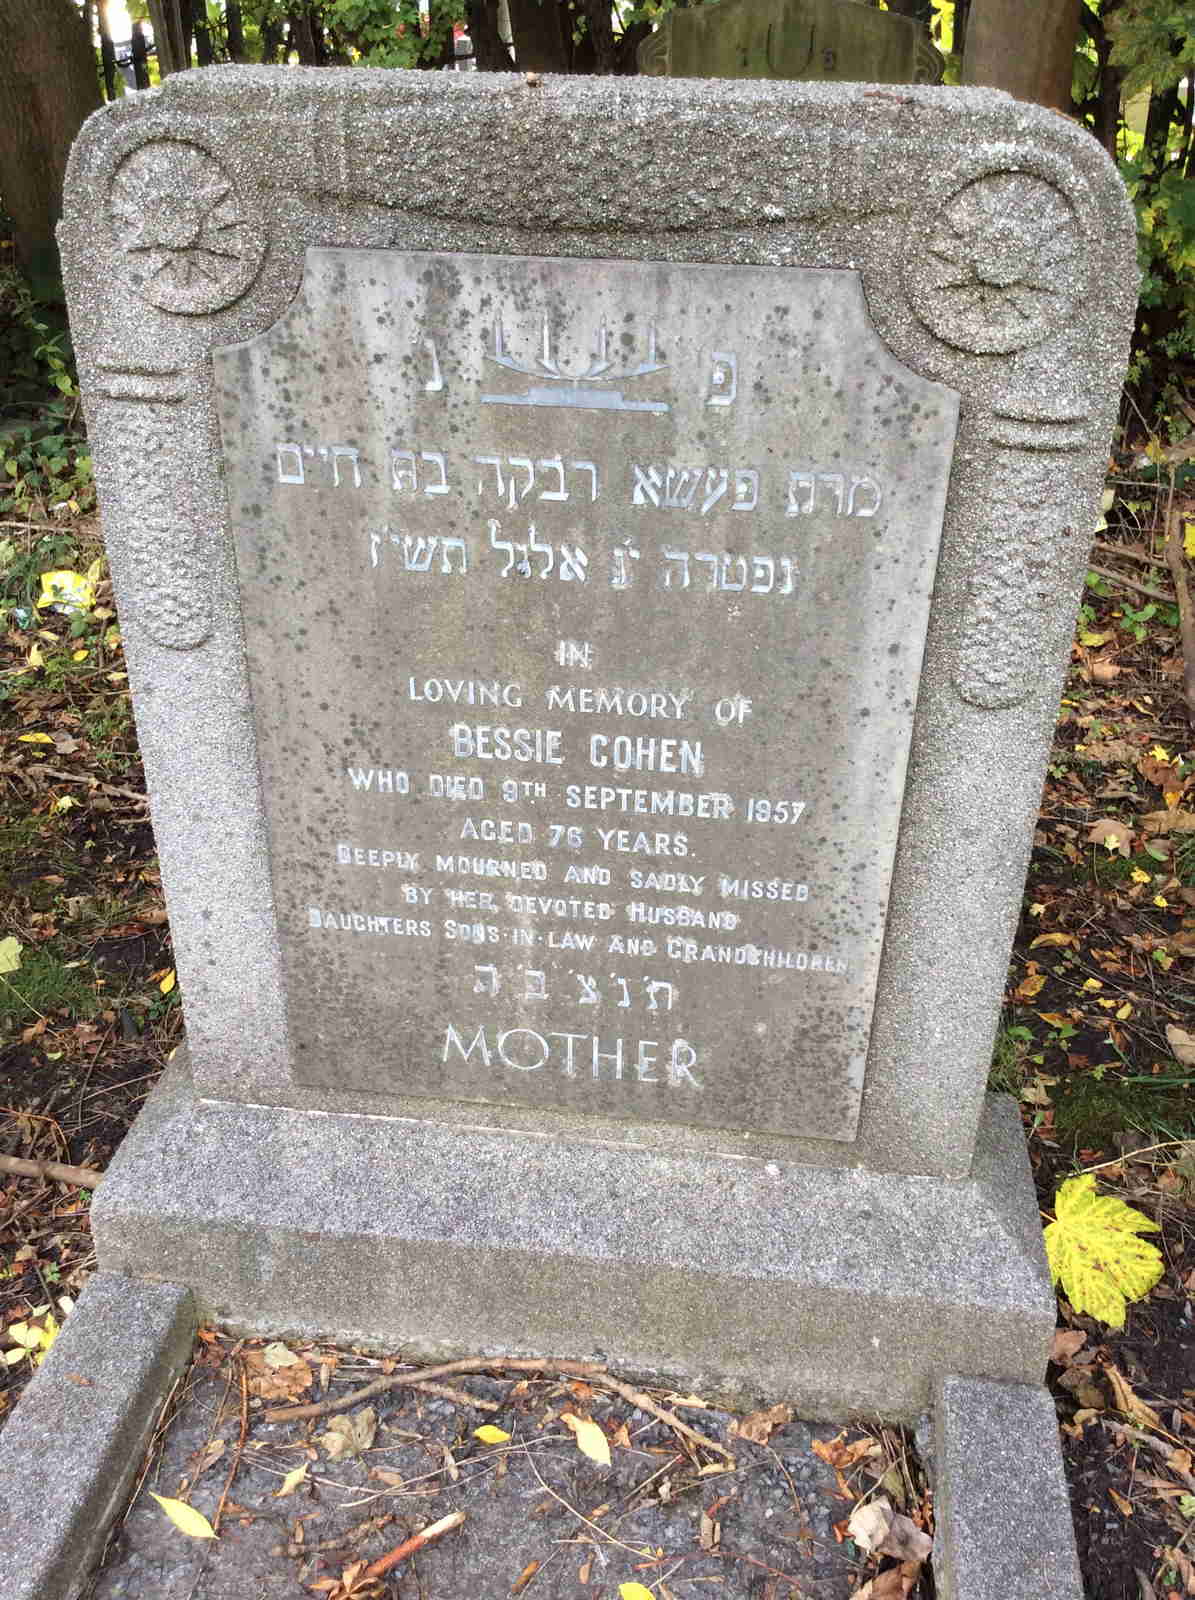 פ נ
מרת פעשא רבקה בת חיים
נפטרה י"ג אלול תשי"ז
IN
LOVING MEMORY OF
BESSIE COHEN
WHO DIED 9TH SEPTEMBER 1957
AGED 76 YEARS.
DEEPLY MOURNED AND SADLY MISSED
BY HER DEVOTED HUSBAND
DAUGHTERS SONS-IN-LAW AND GRANDCHILDREN
ת'נ'צ'ב'ה
MOTHER